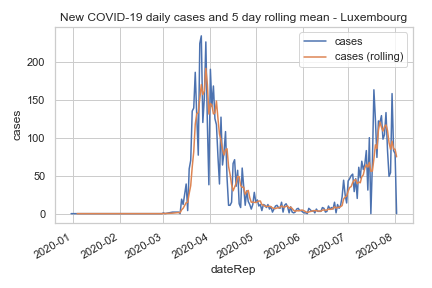 New COVID-19 daily cases and 5 day rolling mean - Luxembourg
cases
cases (rolling)
200
150
100
50
0
cases
2020-01
2020-02
2020-03
2020-04
2020-05
2020-06
2020-07
2020-08
dateRep